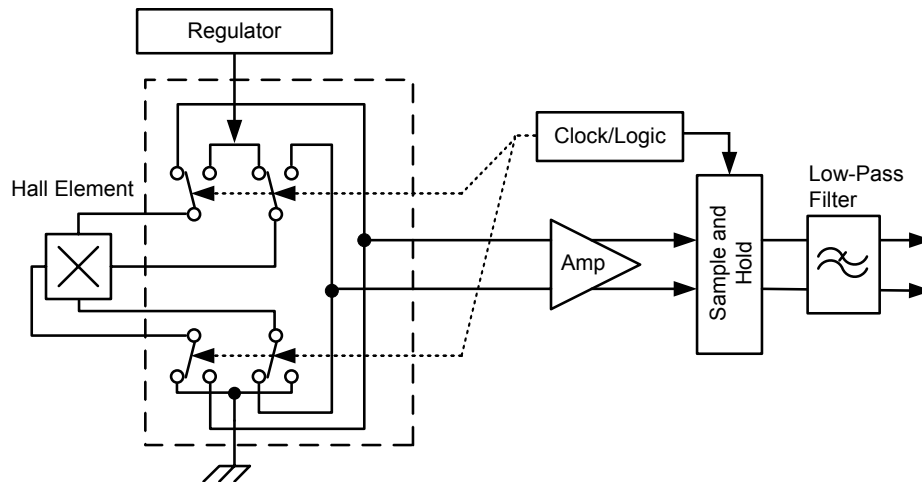 Regulator
Clock/Logic
Hall Element
Low-Pass
Filter
Amp
Sample and
Hold